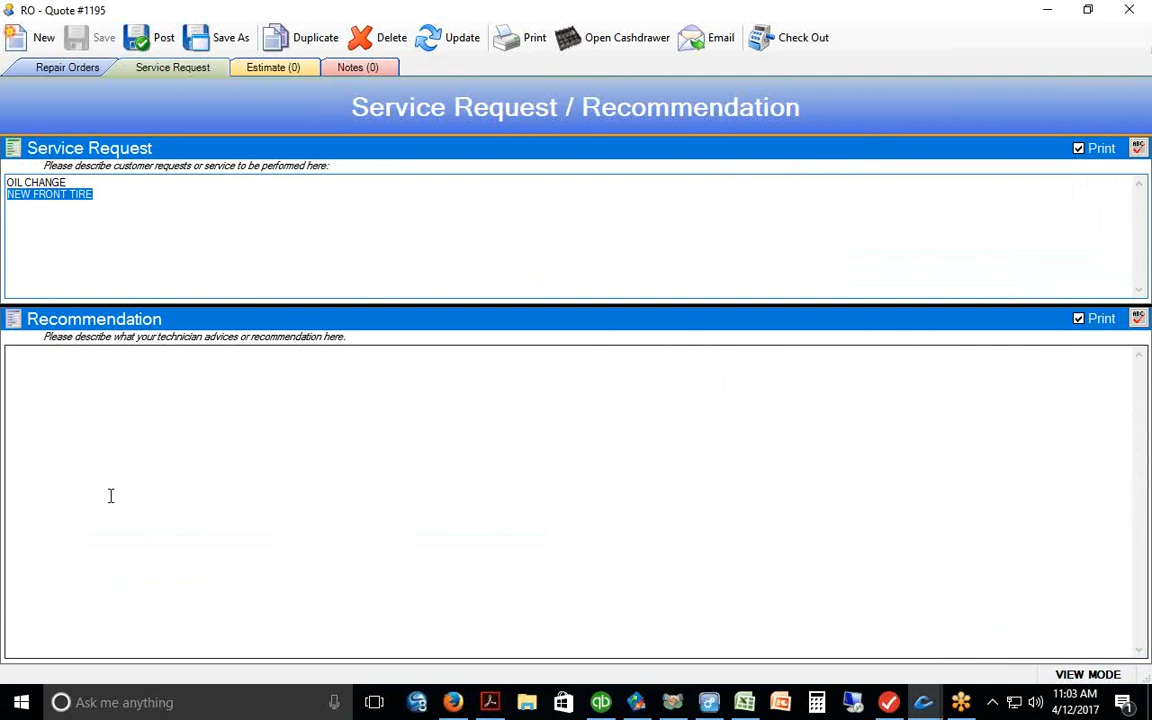 RO - Quote #1195
New Save Post Save As Duplicate Delete Update Print Open Cashdrawer Email Check Out
Repair Orders Service Request Estimate (0) Notes (0)
Service Request / Recommendation
Service Request Print ABC
Please describe customer requests or service to be performed here:
OIL CHANGE
NEW FRONT TIRE
Recommendation Print ABC
Please describe what your technician advices or recommendation here.
VIEW MODE
Ask me anything
11:03 AM
4/12/2017
1